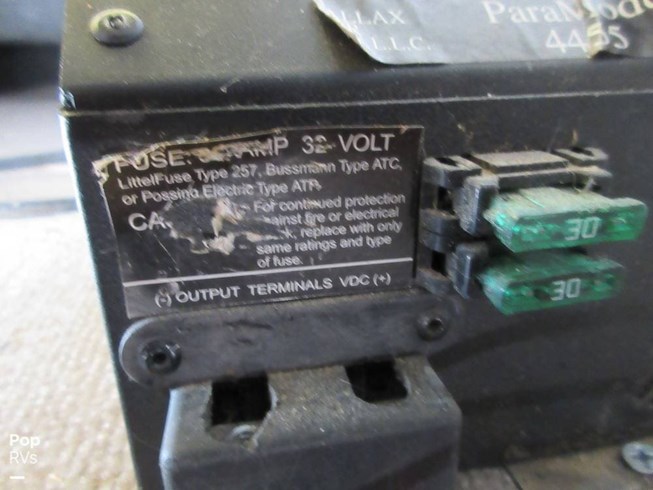 LLAX
L.L.C.
ParaMode
4455
FUSE: AMP 32 VOLT
LittelFuse Type 257, Bussmann Type ATC,
or Possino Electric Type ATR
For continued protection
against fire or electrical
replace with only
same ratings and type
of fuse.
(-) OUTPUT TERMINALS VDC (+)
30
30
Pop
RVs